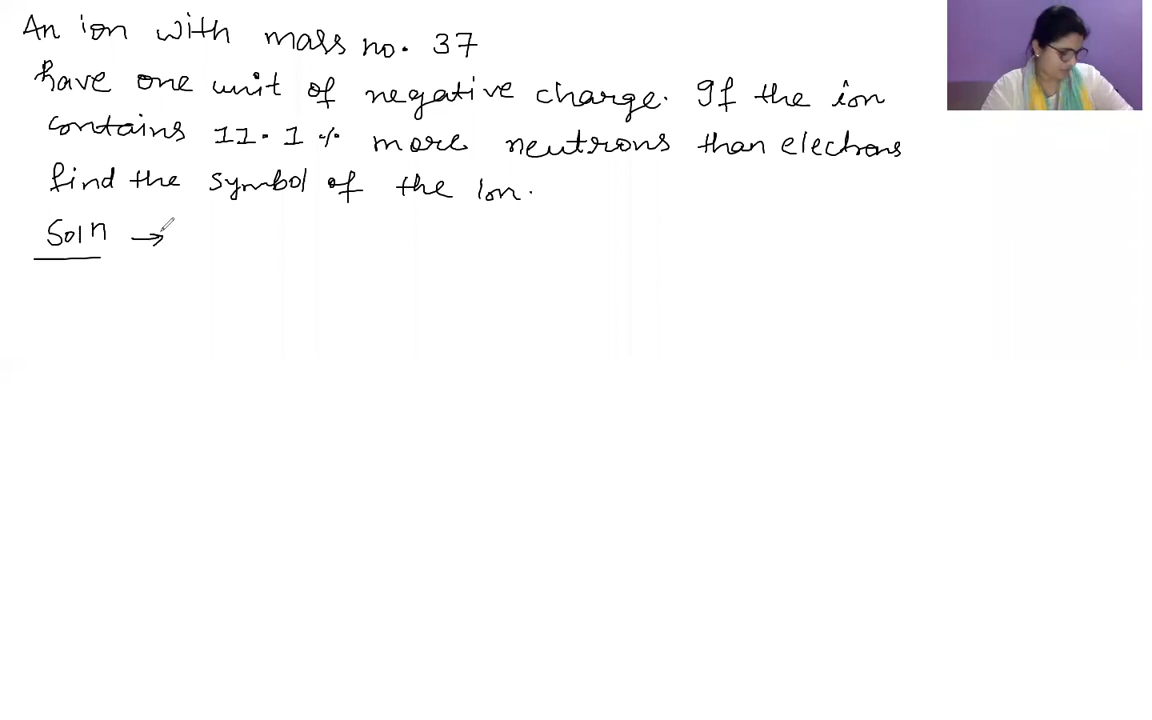 An ion with mass no. 37
have one unit of negative charge. If the ion
contains 11.1% more neutrons than electrons
find the symbol of the Ion.
Soln →